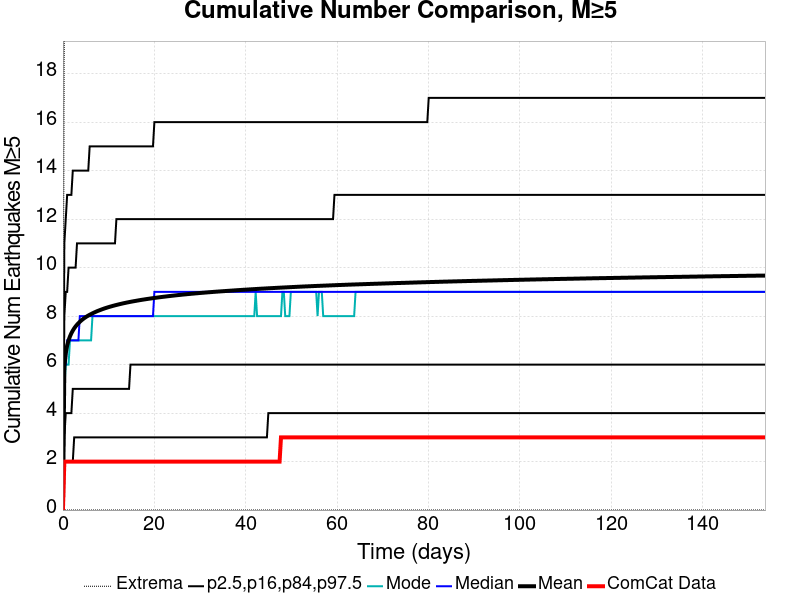 Cumulative Number Comparison, M≥5
Cumulative Num Earthquakes M≥5
18
16
14
12
10
8
6
4
2
0
0 20 40 60 80 100 120 140
Time (days)
Extrema p2.5,p16,p84,p97.5 Mode Median Mean ComCat Data